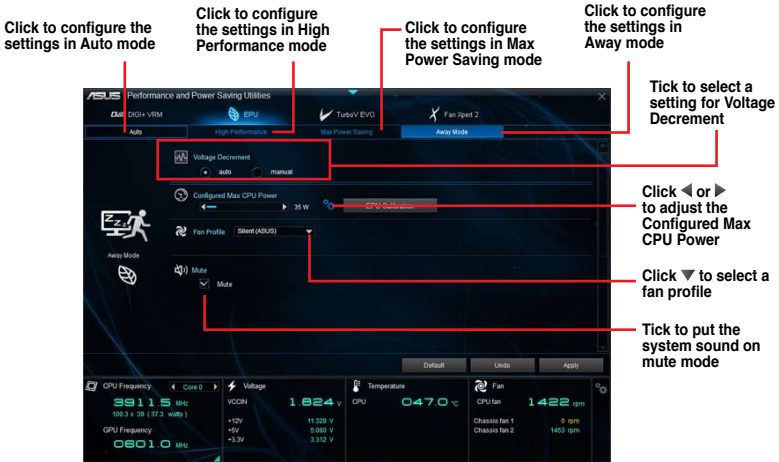 Click to configure the
settings in Auto mode
Click to configure
the settings in High
Performance mode
Click to configure
the settings in Max
Power Saving mode
Click to configure
the settings in
Away mode
Tick to select a
setting for Voltage
Decrement
Click ◀ or ▶
to adjust the
Configured Max
CPU Power
Click ▼ to select a
fan profile
Tick to put the
system sound on
mute mode
ASUS Performance and Power Saving Utilities
DIGI+ VRM
EPU
TurboV EVO
Fan Xpert 2
Auto
High Performance
Max Power Saving
Away Mode
Voltage Decrement
auto manual
Configured Max CPU Power
35 W
EPU Calibration
Fan Profile Silent (ASUS)
Zzz
Away Mode
Mute
Mute
Default Undo Apply
CPU Frequency Core 0
3911.5 MHz
100.3 x 39 (37.3 watts)
GPU Frequency
0601.0 MHz
Voltage
VCCIN 1.824 v
+12V 11.328 V
+5V 5.080 V
+3.3V 3.312 V
Temperature
CPU 047.0 °C
Fan
CPU fan 1422 rpm
Chassis fan 1 0 rpm
Chassis fan 2 1453 rpm